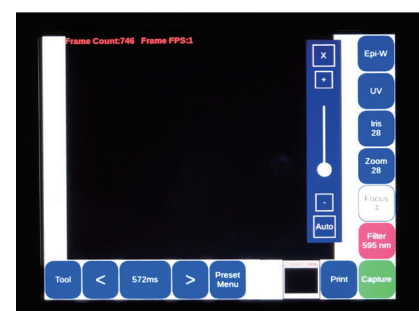 Frame Count:746 Frame FPS:1
X
+
-
Auto
Epi-W
UV
Iris
28
Zoom
28
Focus
Filter
595 nm
Tool
<
572ms
>
Preset
Menu
Print
Capture